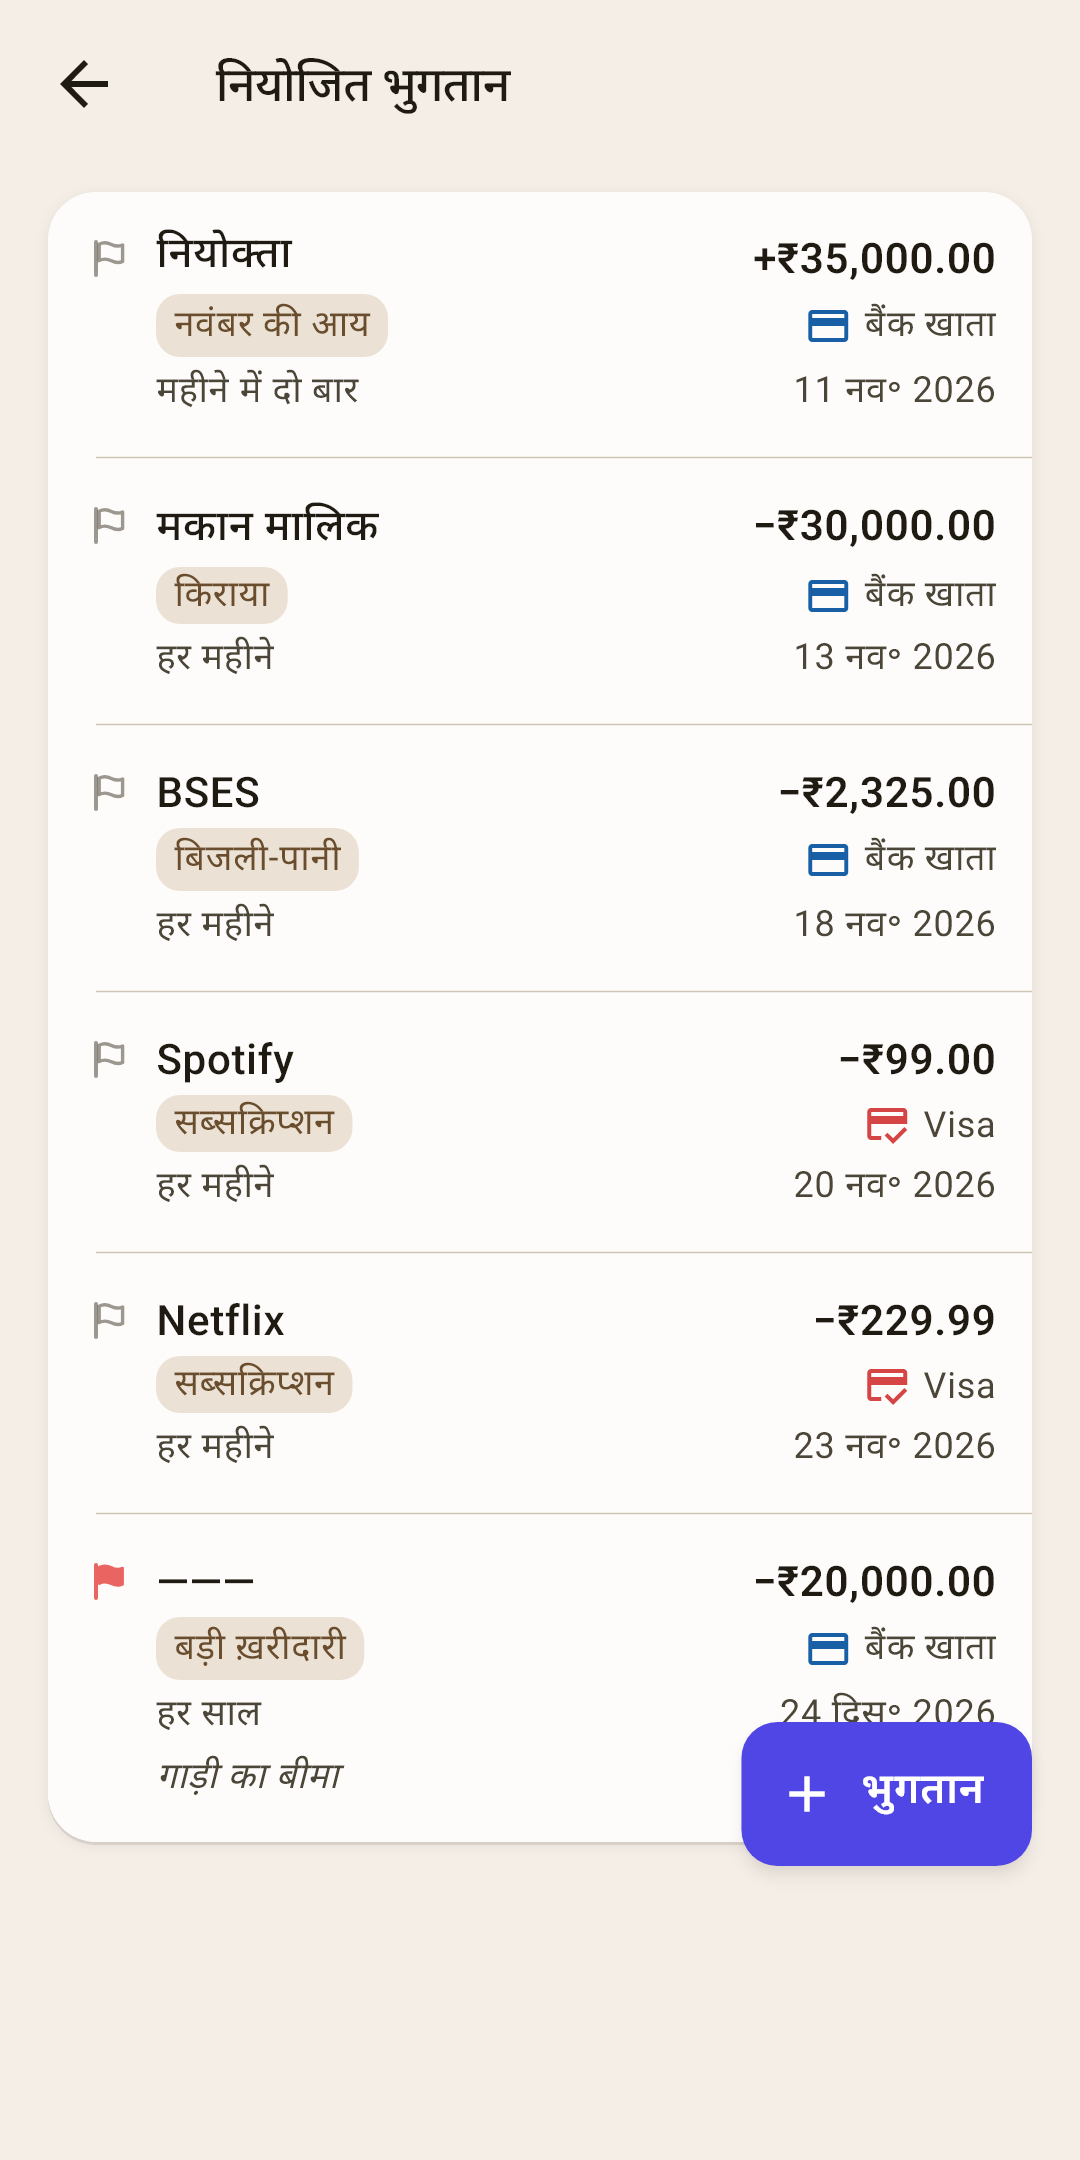 नियोजित भुगतान
नियोक्ता
+₹35,000.00
नवंबर की आय
बैंक खाता
महीने में दो बार
11 नव॰ 2026
मकान मालिक
−₹30,000.00
किराया
बैंक खाता
हर महीने
13 नव॰ 2026
BSES
−₹2,325.00
बिजली-पानी
बैंक खाता
हर महीने
18 नव॰ 2026
Spotify
−₹99.00
सब्सक्रिप्शन
Visa
हर महीने
20 नव॰ 2026
Netflix
−₹229.99
सब्सक्रिप्शन
Visa
हर महीने
23 नव॰ 2026
———
−₹20,000.00
बड़ी ख़रीदारी
बैंक खाता
हर साल
24 दिस॰ 2026
गाड़ी का बीमा
+ भुगतान